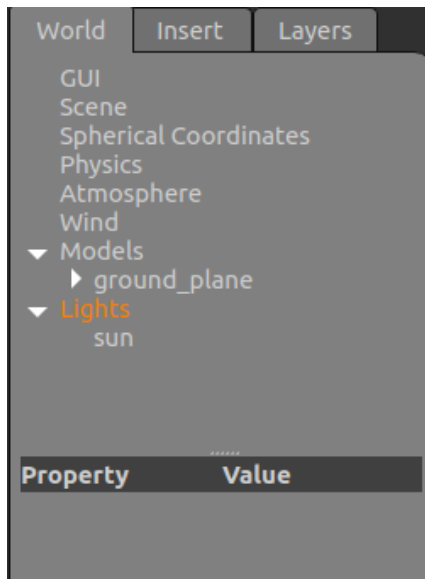 World Insert Layers
GUI
Scene
Spherical Coordinates
Physics
Atmosphere
Wind
Models
ground_plane
Lights
sun
Property Value